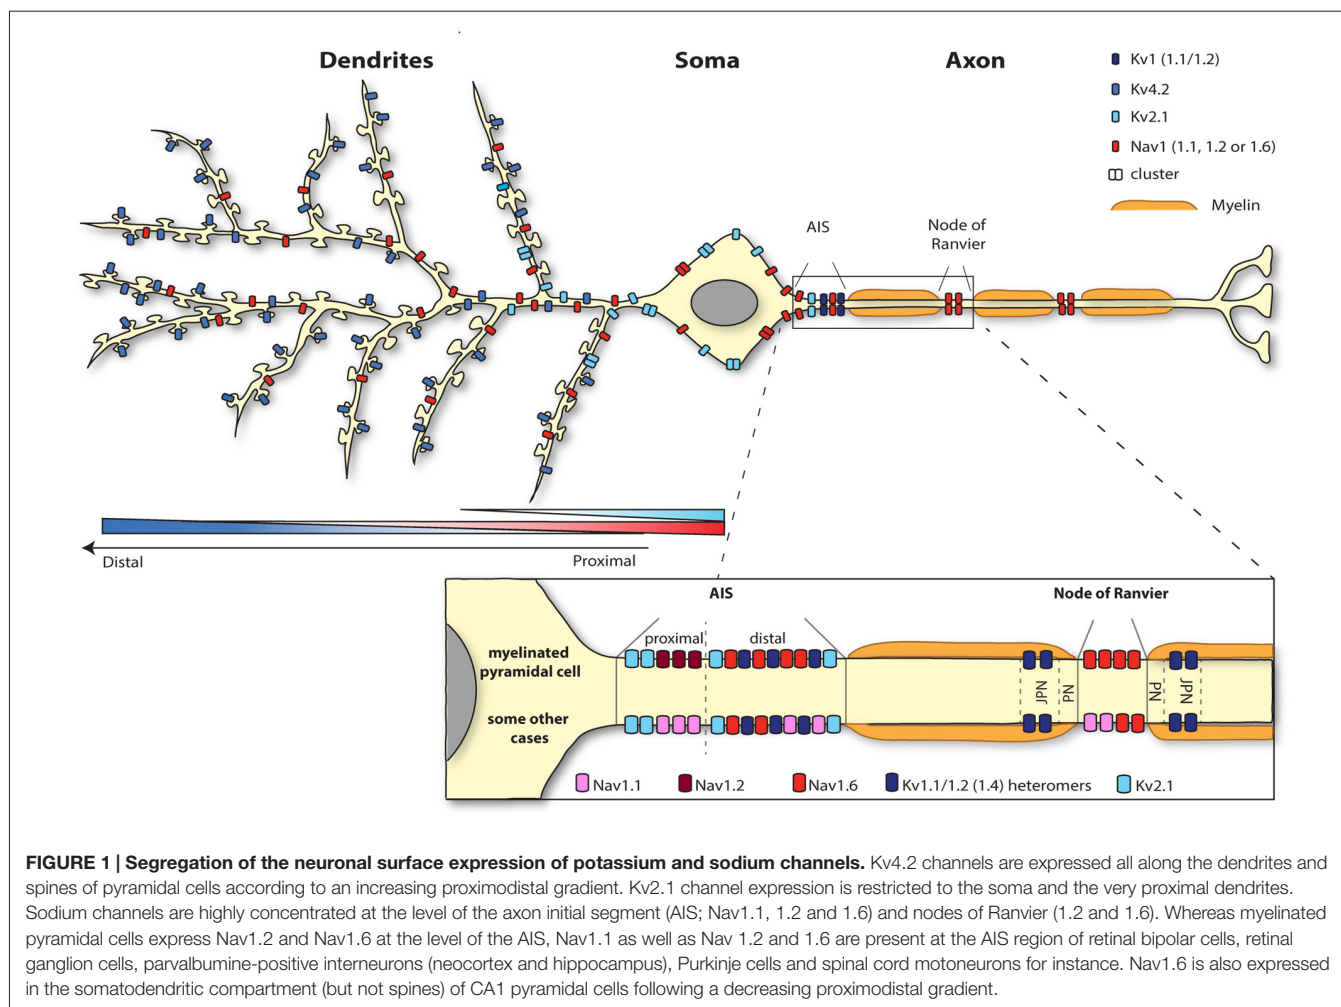 Dendrites
Soma
Axon
Kv1 (1.1/1.2)
Kv4.2
Kv2.1
Nav1 (1.1, 1.2 or 1.6)
cluster
Myelin
AIS
Node of
Ranvier
Distal
Proximal
AIS
Node of Ranvier
proximal
distal
myelinated
pyramidal cell
JPN
PN
PN
JPN
some other
cases
Nav1.1
Nav1.2
Nav1.6
Kv1.1/1.2 (1.4) heteromers
Kv2.1
FIGURE 1 | Segregation of the neuronal surface expression of potassium and sodium channels. Kv4.2 channels are expressed all along the dendrites and
spines of pyramidal cells according to an increasing proximodistal gradient. Kv2.1 channel expression is restricted to the soma and the very proximal dendrites.
Sodium channels are highly concentrated at the level of the axon initial segment (AIS; Nav1.1, 1.2 and 1.6) and nodes of Ranvier (1.2 and 1.6). Whereas myelinated
pyramidal cells express Nav1.2 and Nav1.6 at the level of the AIS, Nav1.1 as well as Nav 1.2 and 1.6 are present at the AIS region of retinal bipolar cells, retinal
ganglion cells, parvalbumine-positive interneurons (neocortex and hippocampus), Purkinje cells and spinal cord motoneurons for instance. Nav1.6 is also expressed
in the somatodendritic compartment (but not spines) of CA1 pyramidal cells following a decreasing proximodistal gradient.